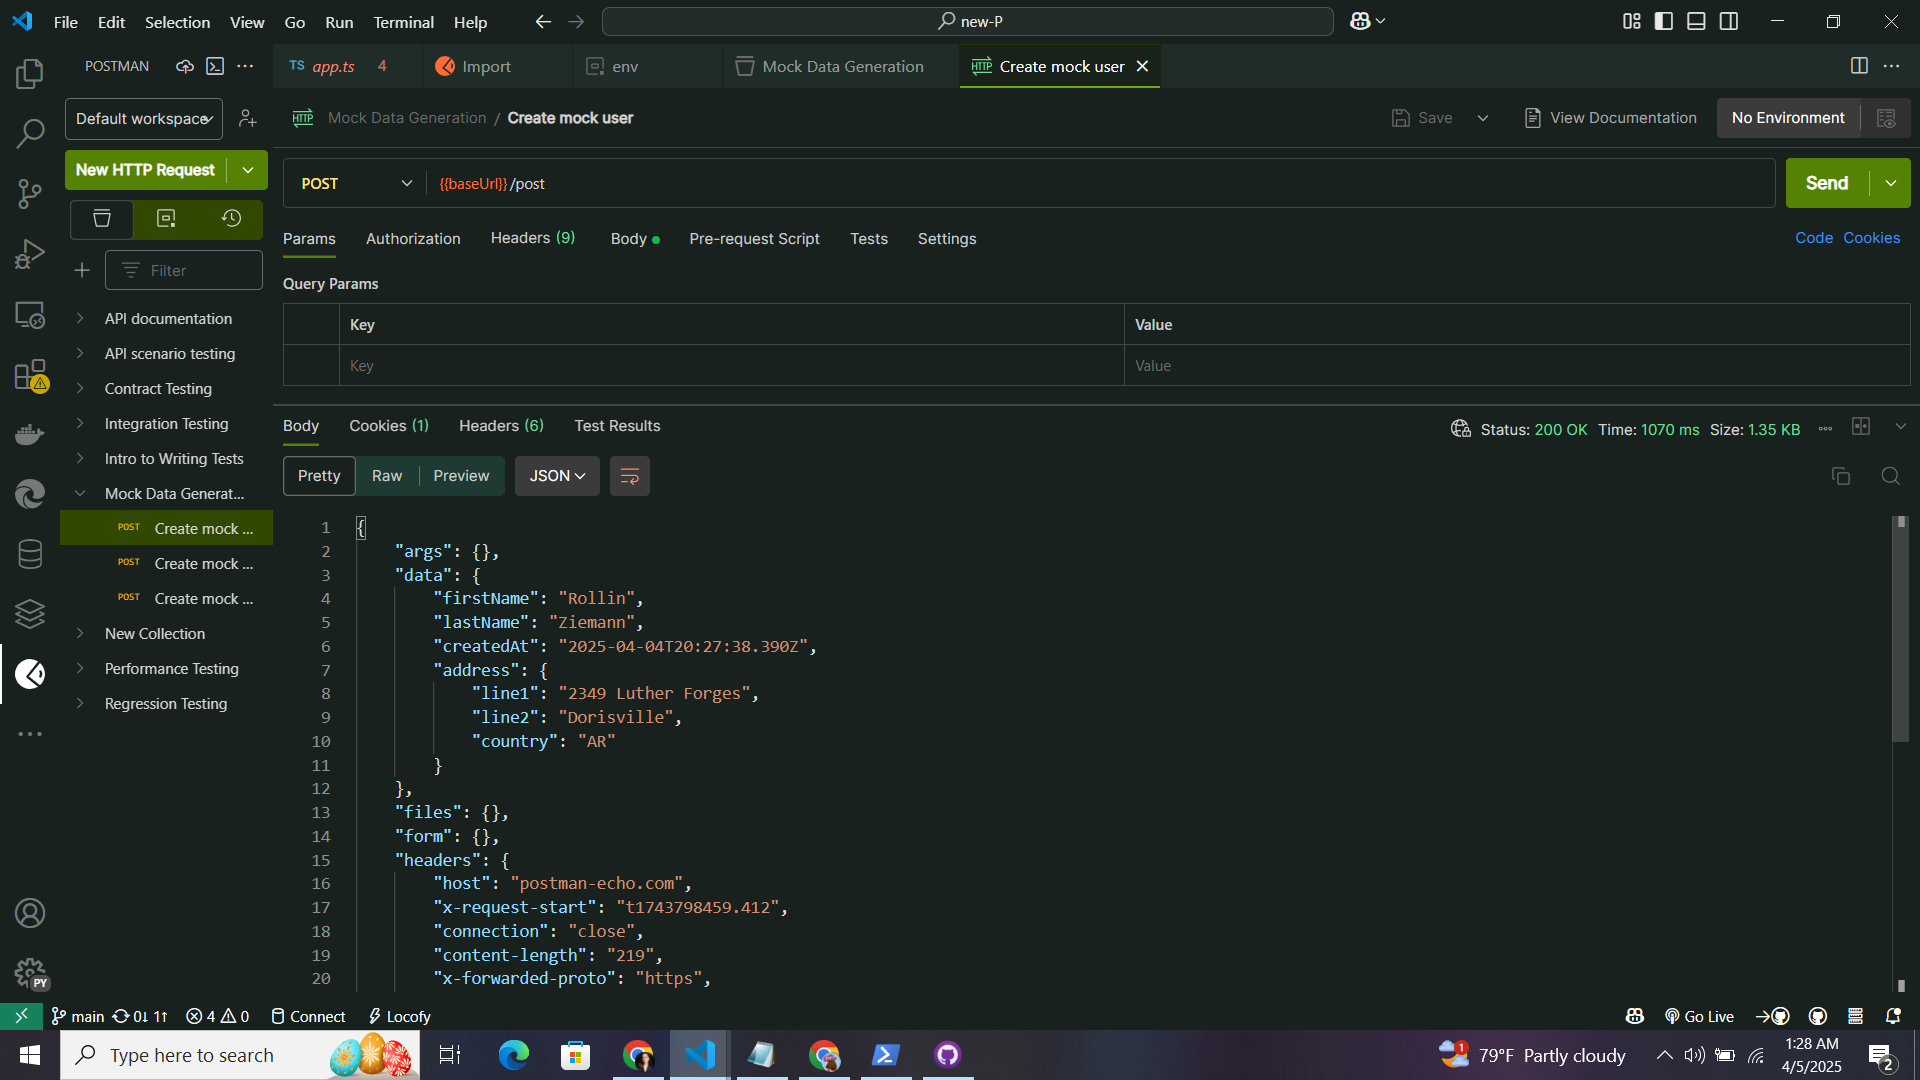 File Edit Selection View Go Run Terminal Help
new-P
POSTMAN
TS app.ts 4
Import
env
Mock Data Generation
HTTP Create mock user
Default workspace
HTTP Mock Data Generation / Create mock user
Save
View Documentation
No Environment
New HTTP Request
POST
{{baseUrl}}/post
Send
Filter
Params Authorization Headers (9) Body Pre-request Script Tests Settings
Code Cookies
Query Params
Key Value
Key Value
API documentation
API scenario testing
Contract Testing
Integration Testing
Intro to Writing Tests
Mock Data Generat...
POST Create mock ...
POST Create mock ...
POST Create mock ...
New Collection
Performance Testing
Regression Testing
Body Cookies (1) Headers (6) Test Results
Status: 200 OK Time: 1070 ms Size: 1.35 KB
Pretty Raw Preview JSON
1 {
2 "args": {},
3 "data": {
4 "firstName": "Rollin",
5 "lastName": "Ziemann",
6 "createdAt": "2025-04-04T20:27:38.390Z",
7 "address": {
8 "line1": "2349 Luther Forges",
9 "line2": "Dorisville",
10 "country": "AR"
11 }
12 },
13 "files": {},
14 "form": {},
15 "headers": {
16 "host": "postman-echo.com",
17 "x-request-start": "t1743798459.412",
18 "connection": "close",
19 "content-length": "219",
20 "x-forwarded-proto": "https",
PY
main 0↓ 1↑ 4 0 Connect Locofy
Go Live
Type here to search
1 79°F Partly cloudy
1:28 AM
4/5/2025
2